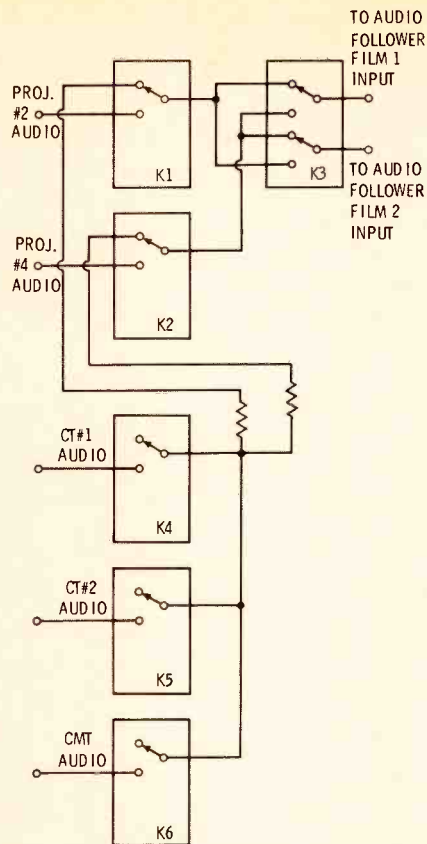 TO AUDIO
FOLLOWER
FILM 1
INPUT
PROJ.
#2
AUDIO
K1
K3
TO AUDIO
FOLLOWER
FILM 2
INPUT
PROJ.
#4
AUDIO
K2
CT#1
AUDIO
K4
CT#2
AUDIO
K5
CMT
AUDIO
K6